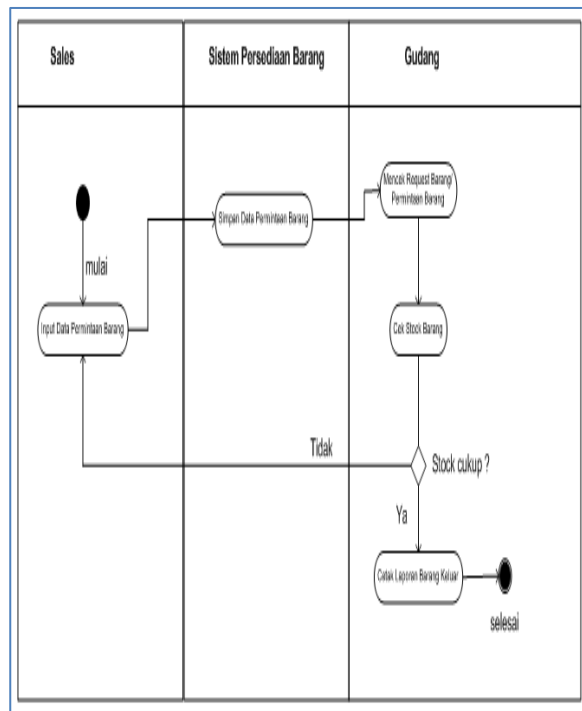 Sales
Sistem Persediaan Barang
Gudang
Mencek Request Barang/
Permintaan Barang
Simpan Data Permintaan Barang
mulai
Input Data Permintaan Barang
Cek Stock Barang
Tidak
Stock cukup ?
Ya
Cetak Laporan Barang Keluar
selesai